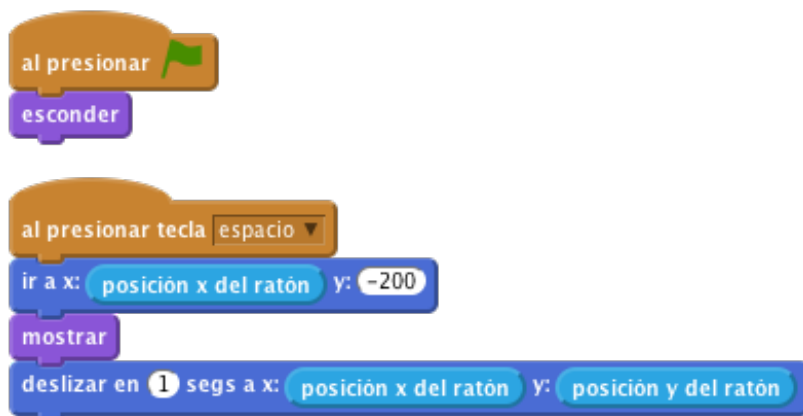 al presionar
esconder
al presionar tecla espacio
ir a x: posición x del ratón y: -200
mostrar
deslizar en 1 segs a x: posición x del ratón y: posición y del ratón